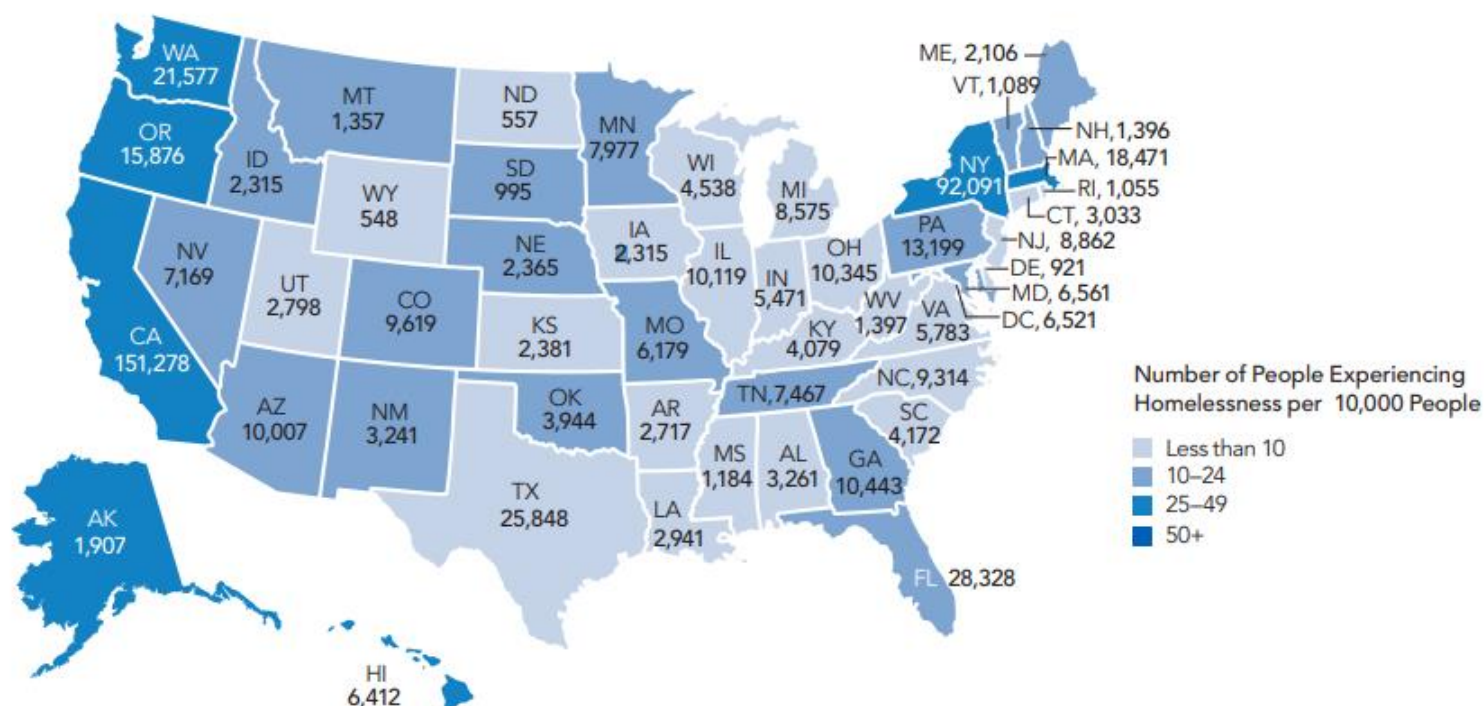 WA
21,577
OR
15,876
CA
151,278
NV
7,169
ID
2,315
MT
1,357
WY
548
UT
2,798
AZ
10,007
CO
9,619
NM
3,241
ND
557
SD
995
NE
2,365
KS
2,381
OK
3,944
TX
25,848
MN
7,977
IA
2,315
MO
6,179
AR
2,717
LA
2,941
WI
4,538
IL
10,119
MI
8,575
IN
5,471
OH
10,345
KY
4,079
TN, 7,467
MS
1,184
AL
3,261
GA
10,443
FL 28,328
SC
4,172
NC, 9,314
VA
5,783
WV
1,397
PA
13,199
NY
92,091
ME, 2,106
VT, 1,089
NH, 1,396
MA, 18,471
RI, 1,055
CT, 3,033
NJ, 8,862
DE, 921
MD, 6,561
DC, 6,521
AK
1,907
HI
6,412
Number of People Experiencing
Homelessness per 10,000 People
Less than 10
10–24
25–49
50+